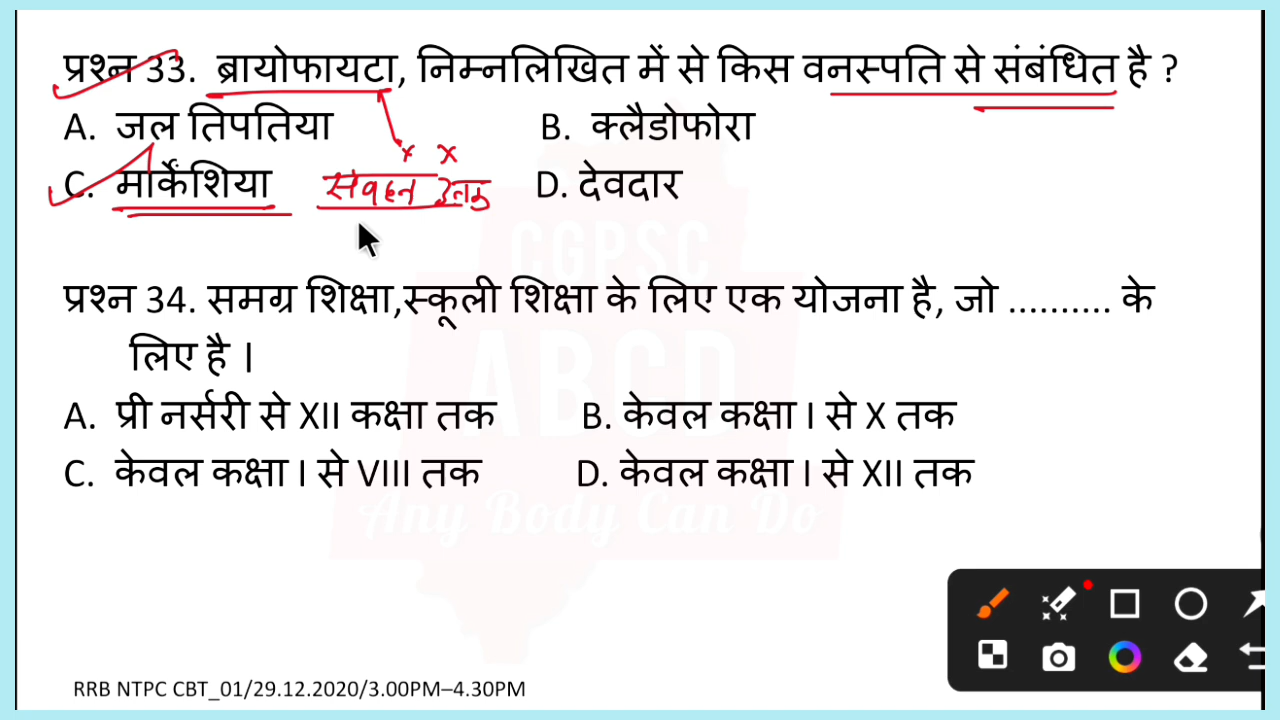 प्रश्न 33. ब्रायोफायटा, निम्नलिखित में से किस वनस्पति से संबंधित है ?
A. जल तिपतिया B. क्लैडोफोरा
C. मार्केंशिया संवहन ऊतक D. देवदार
CGPSC
प्रश्न 34. समग्र शिक्षा,स्कूली शिक्षा के लिए एक योजना है, जो .......... के
लिए है ।
ABCD
A. प्री नर्सरी से XII कक्षा तक B. केवल कक्षा I से X तक
C. केवल कक्षा I से VIII तक D. केवल कक्षा I से XII तक
Any Body Can Do
RRB NTPC CBT_01/29.12.2020/3.00PM–4.30PM